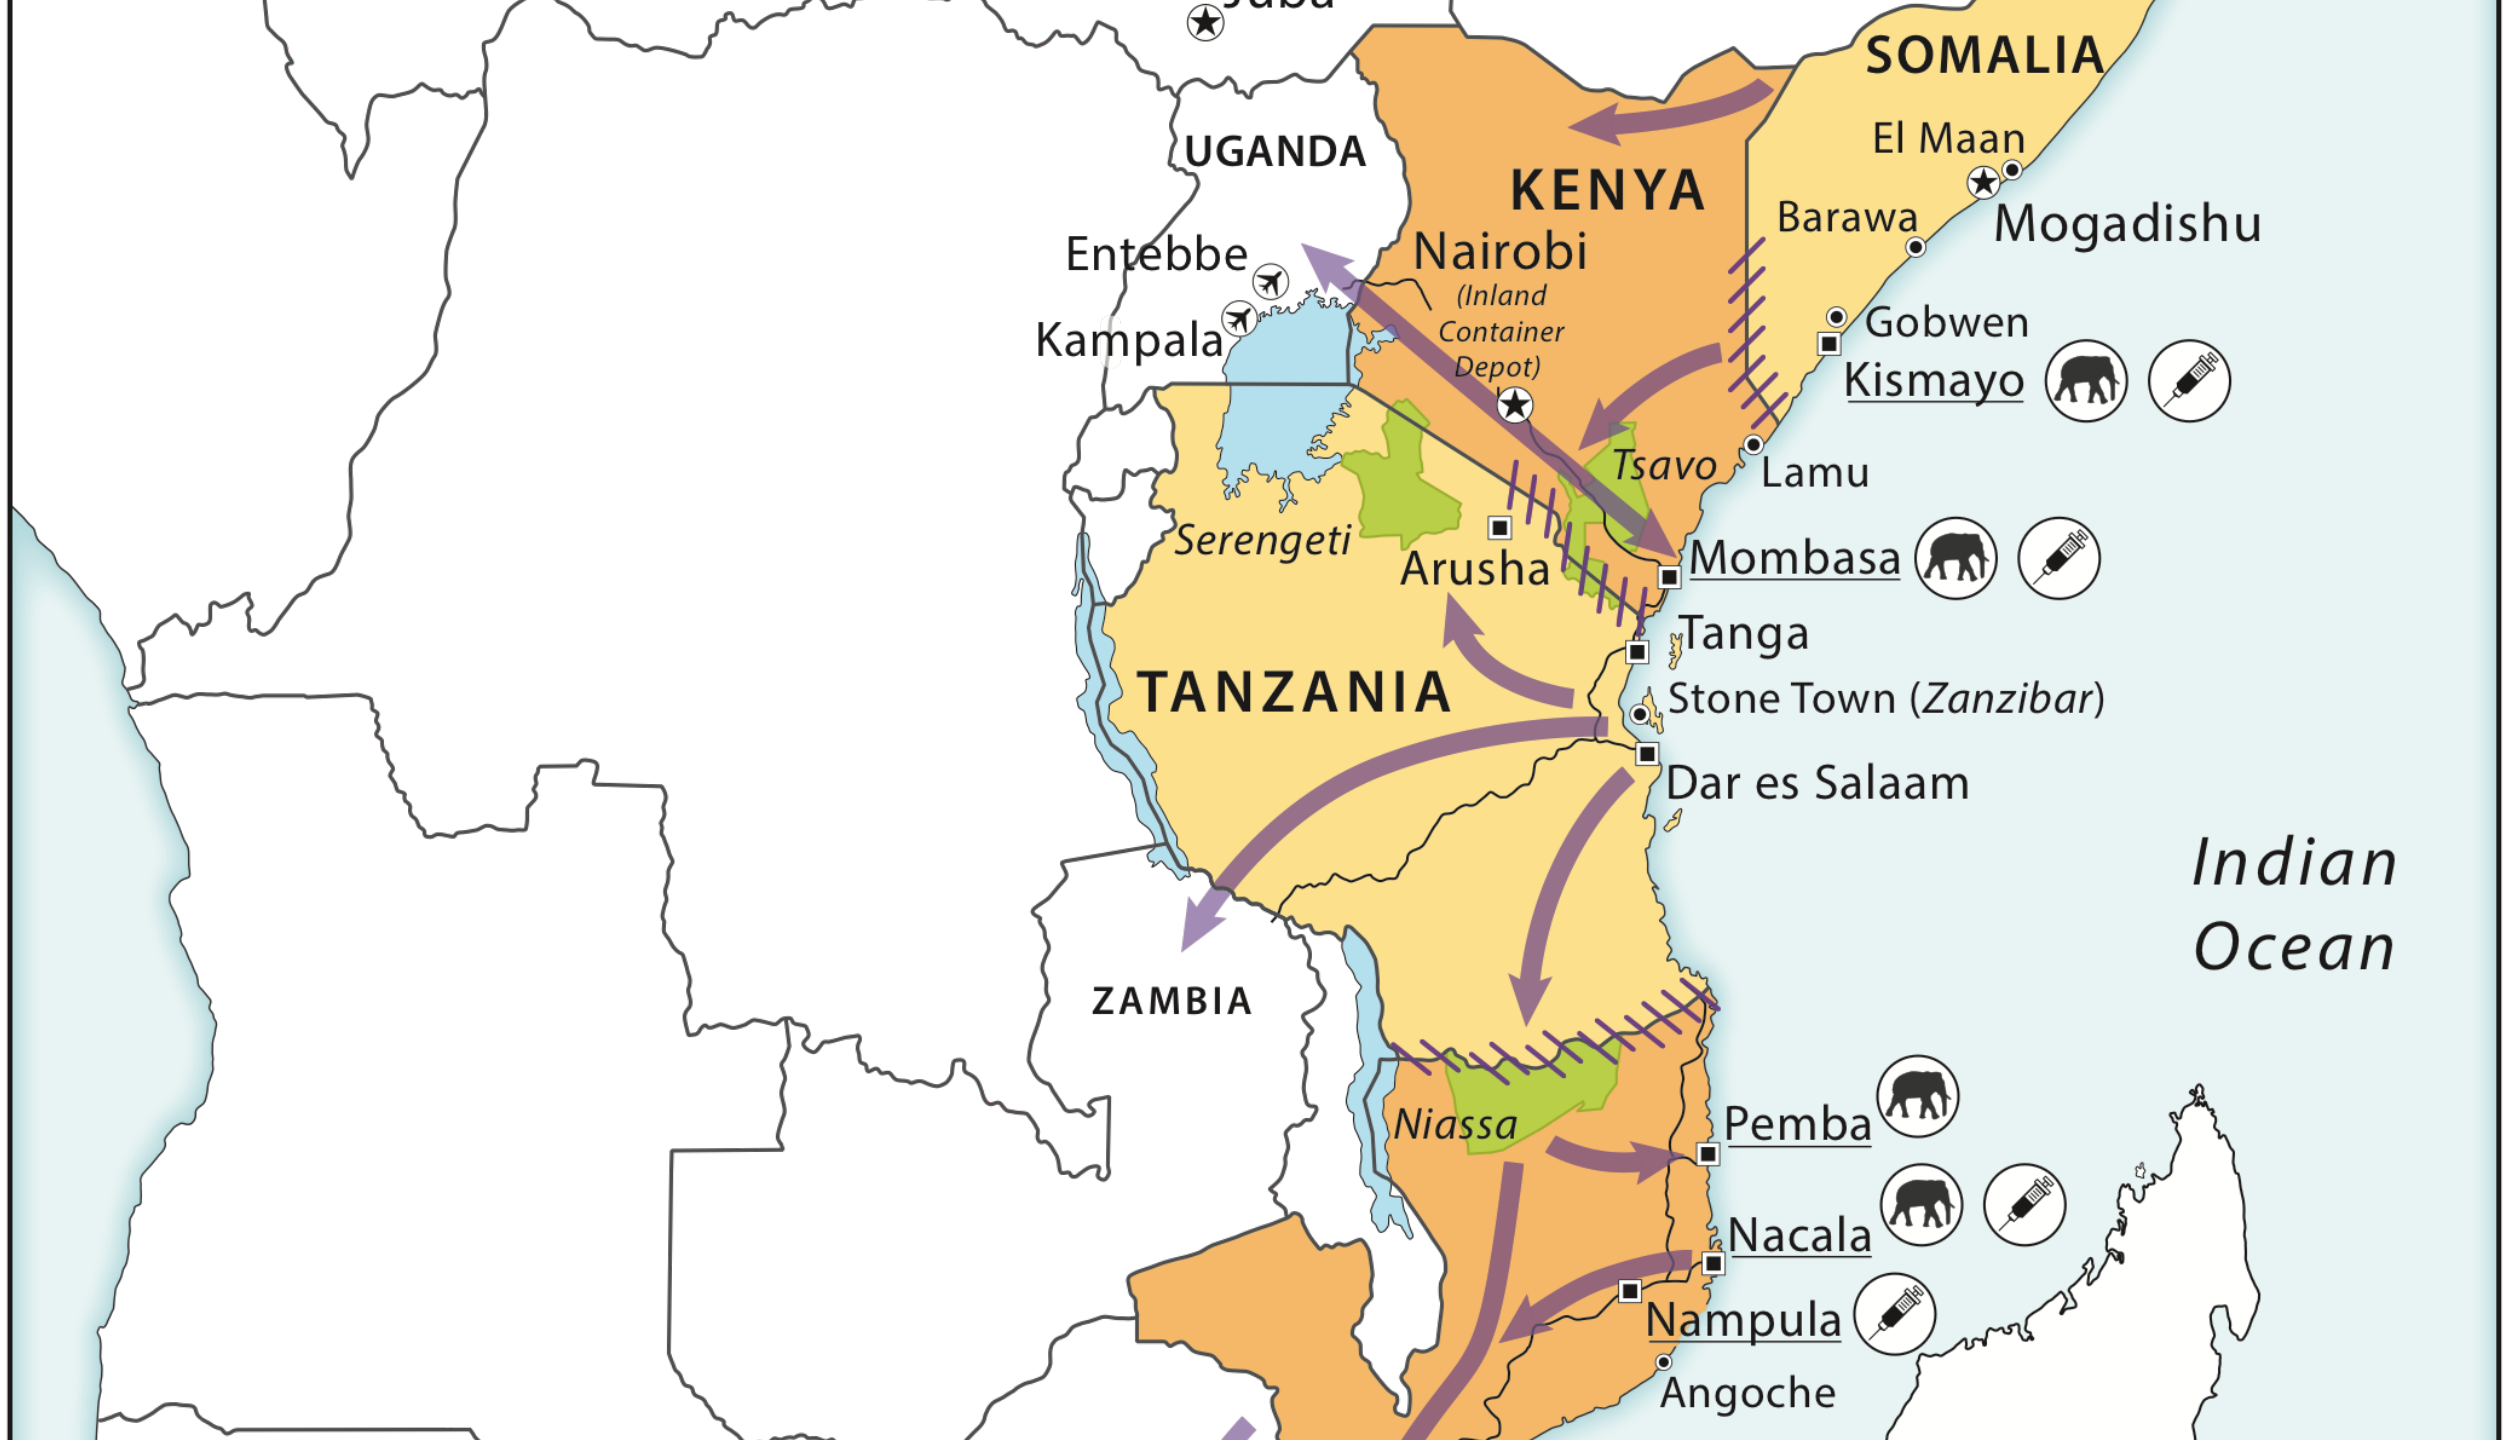 Juba
SOMALIA
El Maan
UGANDA
KENYA
Barawa
Mogadishu
Entebbe
Nairobi
(Inland
Container
Depot)
Gobwen
Kampala
Kismayo
Tsavo
Lamu
Serengeti
Arusha
Mombasa
Tanga
TANZANIA
Stone Town (Zanzibar)
Dar es Salaam
Indian
Ocean
ZAMBIA
Niassa
Pemba
Nacala
Nampula
Angoche